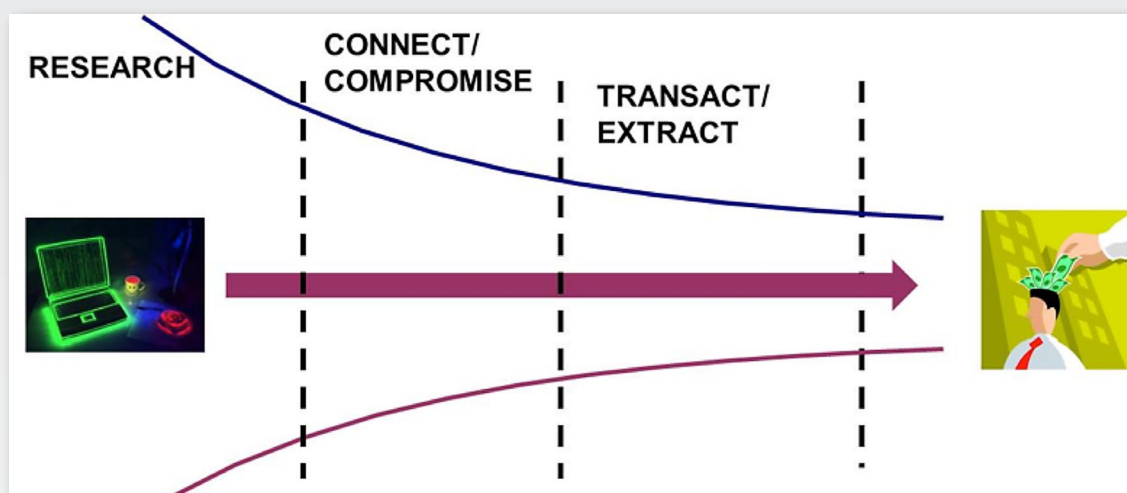 RESEARCH
CONNECT/
COMPROMISE
TRANSACT/
EXTRACT